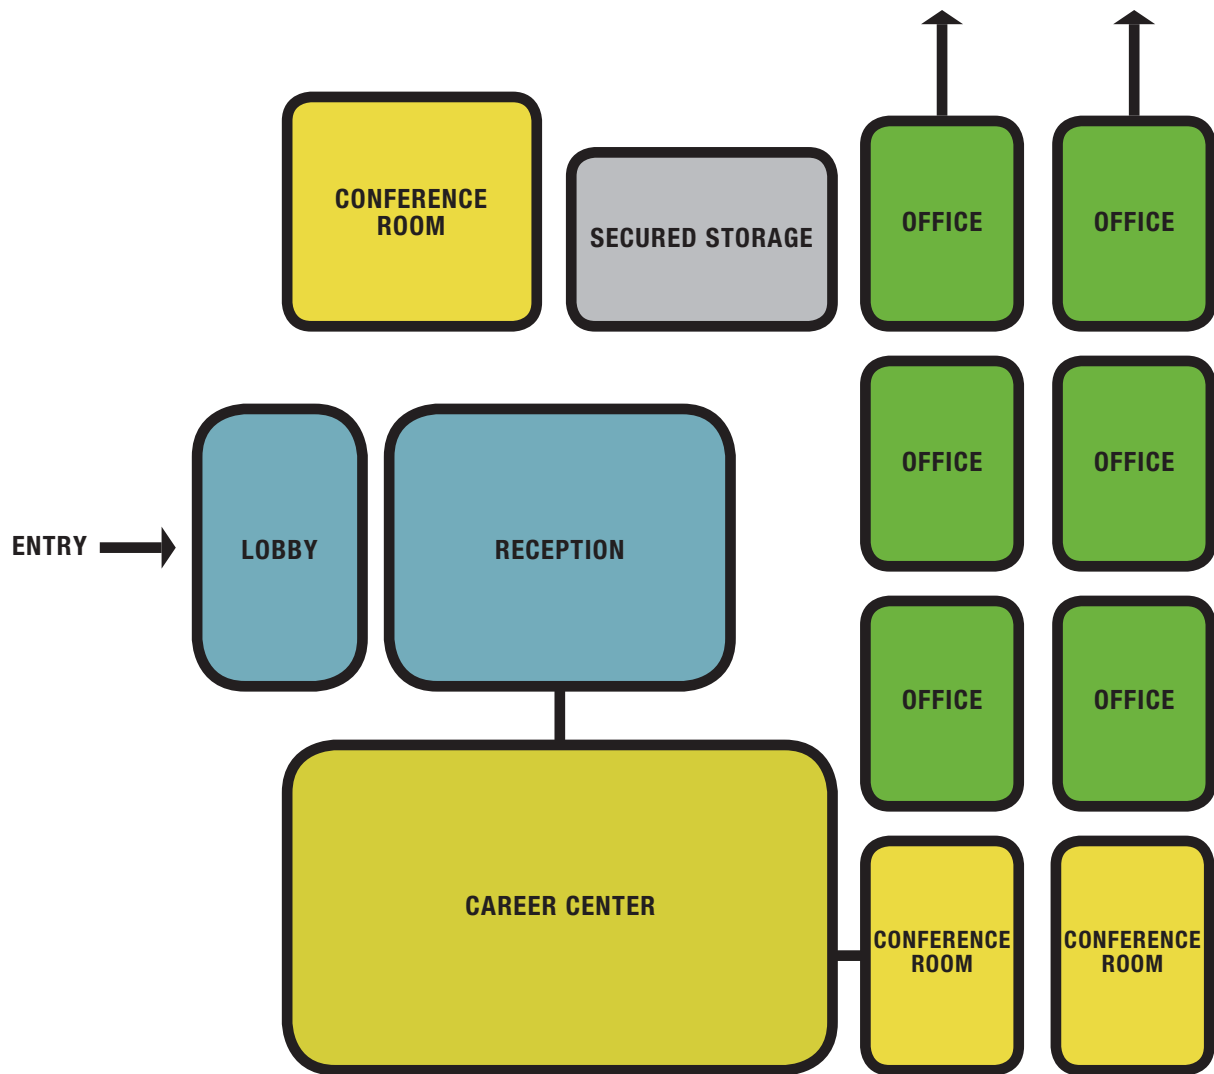 CONFERENCE
ROOM
SECURED STORAGE
OFFICE
OFFICE
OFFICE
OFFICE
ENTRY
LOBBY
RECEPTION
OFFICE
OFFICE
CAREER CENTER
CONFERENCE
ROOM
CONFERENCE
ROOM